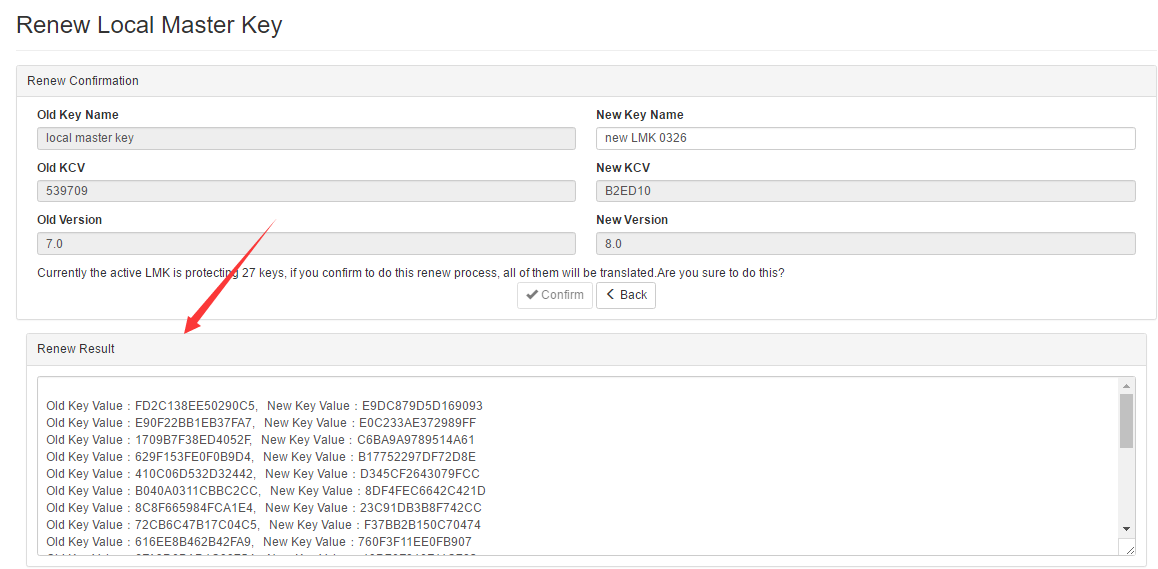 Renew Local Master Key
Renew Confirmation
Old Key Name
New Key Name
local master key
new LMK 0326
Old KCV
New KCV
539709
B2ED10
Old Version
New Version
7.0
8.0
Currently the active LMK is protecting 27 keys, if you confirm to do this renew process, all of them will be translated.Are you sure to do this?
Confirm
Back
Renew Result
Old Key Value：FD2C138EE50290C5, New Key Value：E9DC879D5D169093
Old Key Value：E90F22BB1EB37FA7, New Key Value：E0C233AE372989FF
Old Key Value：1709B7F38ED4052F, New Key Value：C6BA9A9789514A61
Old Key Value：629F153FE0F0B9D4, New Key Value：B17752297DF72D8E
Old Key Value：410C06D532D32442, New Key Value：D345CF2643079FCC
Old Key Value：B040A0311CBBC2CC, New Key Value：8DF4FEC6642C421D
Old Key Value：8C8F665984FCA1E4, New Key Value：23C91DB3B8F742CC
Old Key Value：72CB6C47B17C04C5, New Key Value：F37BB2B150C70474
Old Key Value：616EE8B462B42FA9, New Key Value：760F3F11EE0FB907
Old Key Value： New Key Value：